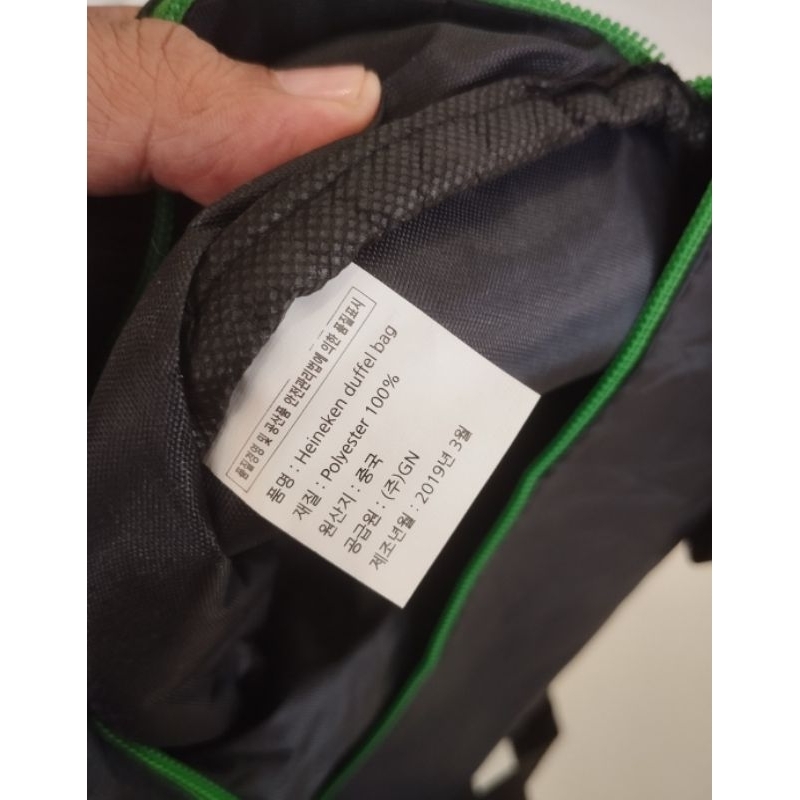 품질경영 및 공산품 안전관리법에 의한 품질표시
품명 : Heineken duffel bag
재질 : Polyester 100%
원산지 : 중국
공급원 : (주)GN
제조년월 : 2019년 3월